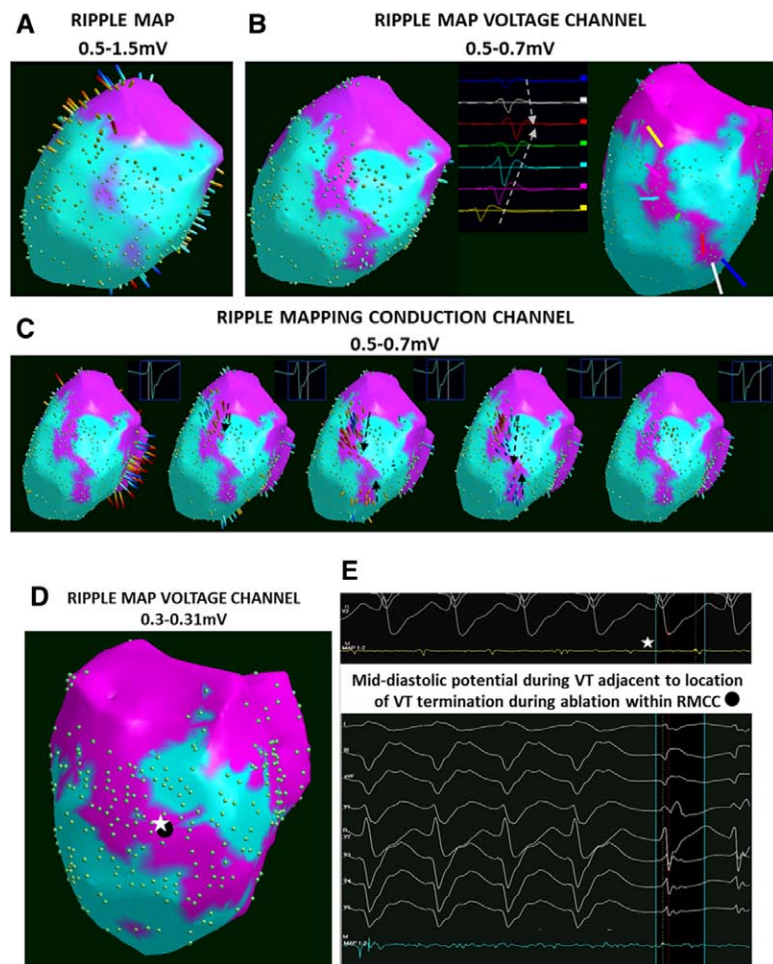 A
RIPPLE MAP
0.5-1.5mV
B
RIPPLE MAP VOLTAGE CHANNEL
0.5-0.7mV
C
RIPPLE MAPPING CONDUCTION CHANNEL
0.5-0.7mV
D
RIPPLE MAP VOLTAGE CHANNEL
0.3-0.31mV
E
V2
M
MAP 1-2
Mid-diastolic potential during VT adjacent to location
of VT termination during ablation within RMCC
I
III
aVF
V1
V2
V3
V4
M
MAP 1-2